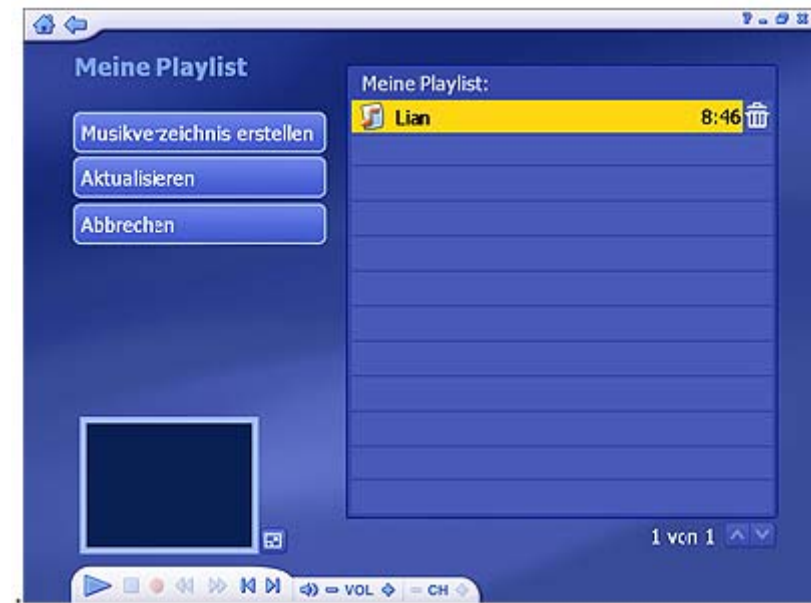 Meine Playlist
Meine Playlist:
Lian 8:46
Musikverzeichnis erstellen
Aktualisieren
Abbrechen
1 von 1
VOL CH